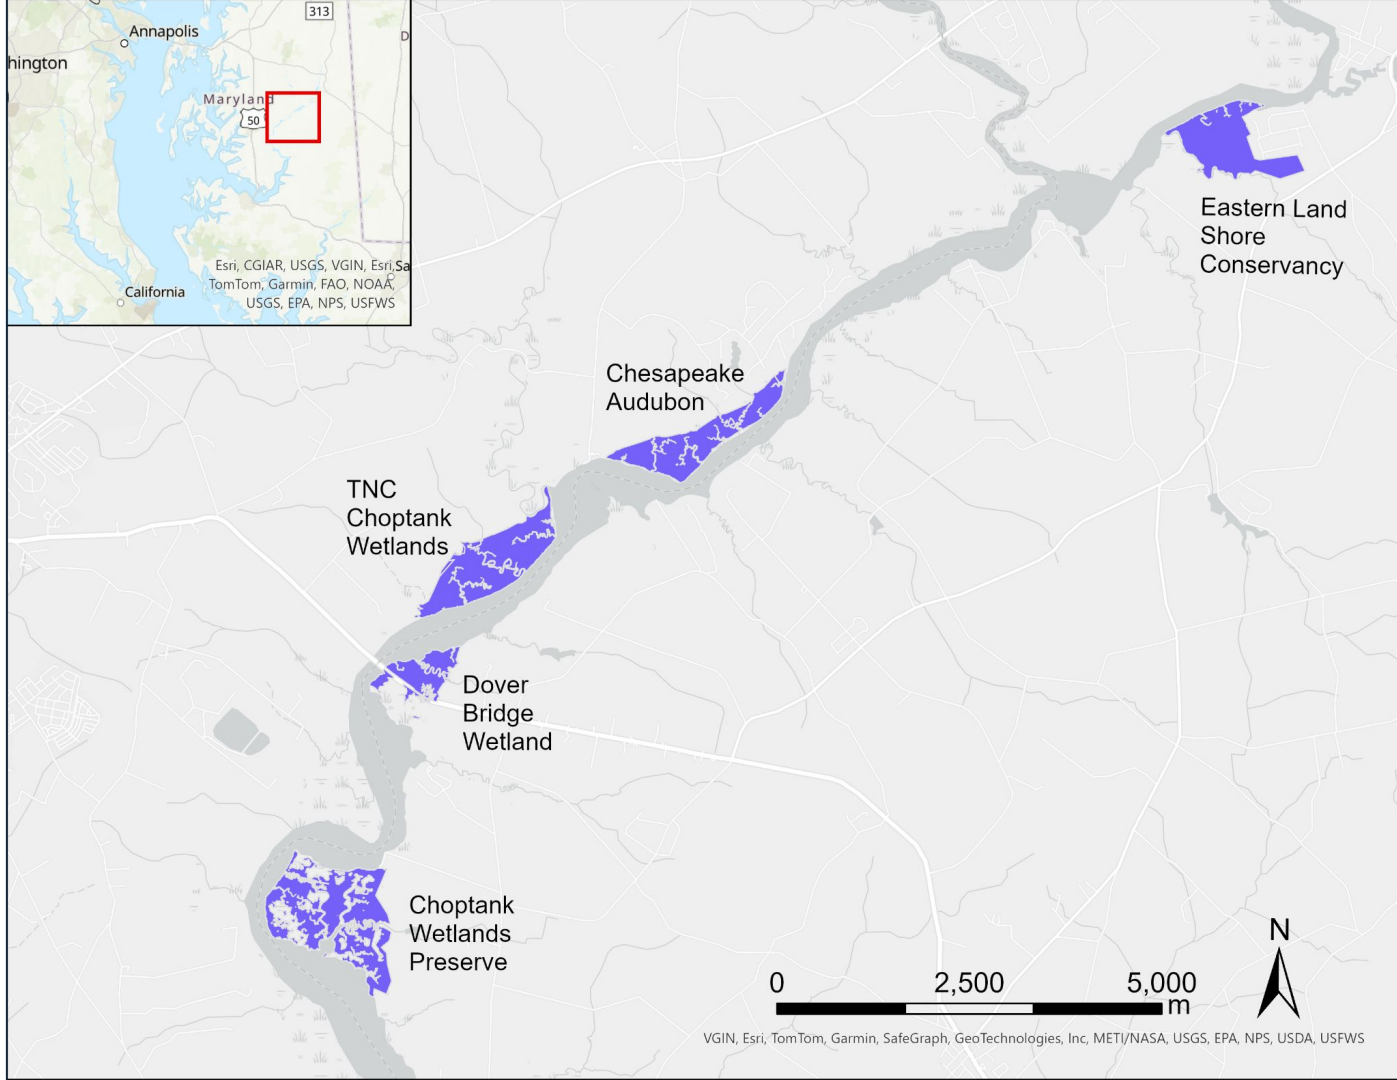 313
Annapolis
D
hington
Maryland
50
Esri, CGIAR, USGS, VGIN, Esri,
Sa
TomTom, Garmin, FAO, NOAA,
USGS, EPA, NPS, USFWS
California
Eastern Land
Shore
Conservancy
Chesapeake
Audubon
TNC
Choptank
Wetlands
Dover
Bridge
Wetland
Choptank
Wetlands
Preserve
N
0 2,500 5,000
m
VGIN, Esri, TomTom, Garmin, SafeGraph, GeoTechnologies, Inc, METI/NASA, USGS, EPA, NPS, USDA, USFWS